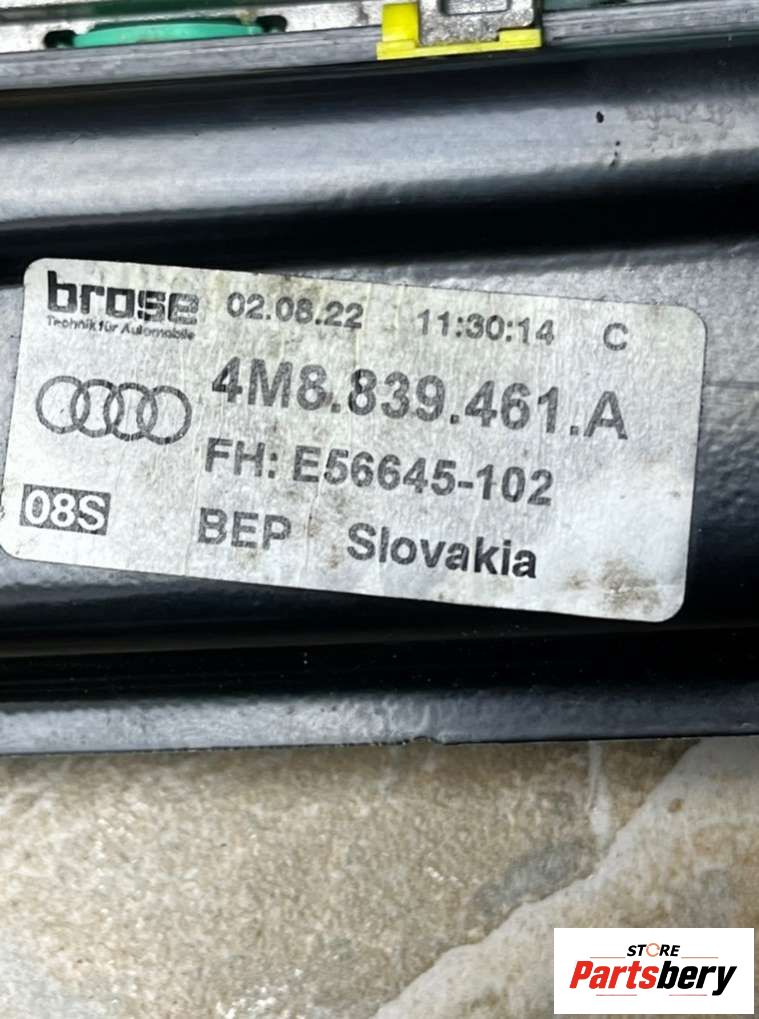 brose 02.08.22 11:30:14 C
Technik für Automobile
4M8.839.461.A
FH: E56645-102
08S BEP Slovakia
STORE
Partsbery